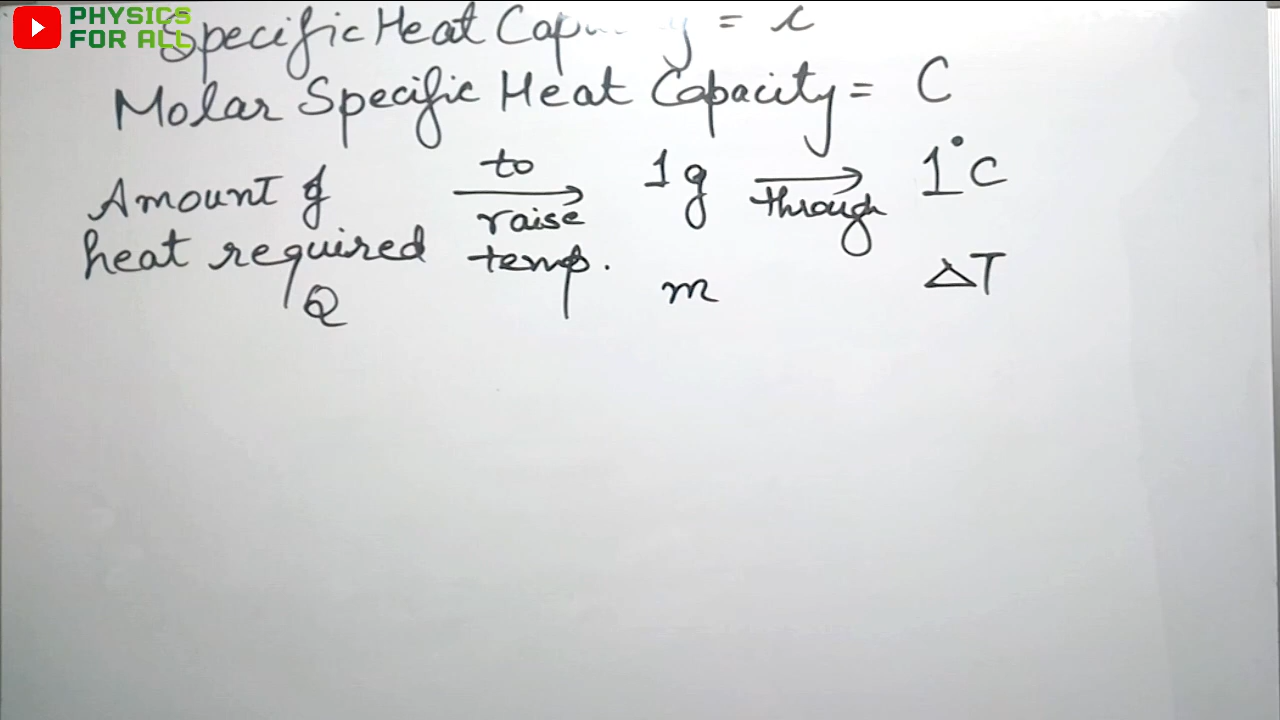 PHYSICS
FOR ALL
Specific Heat = c
Molar Specific Heat Capacity = C
Amount of to 1g through 1°C
heat required raise temp.
Q m ΔT